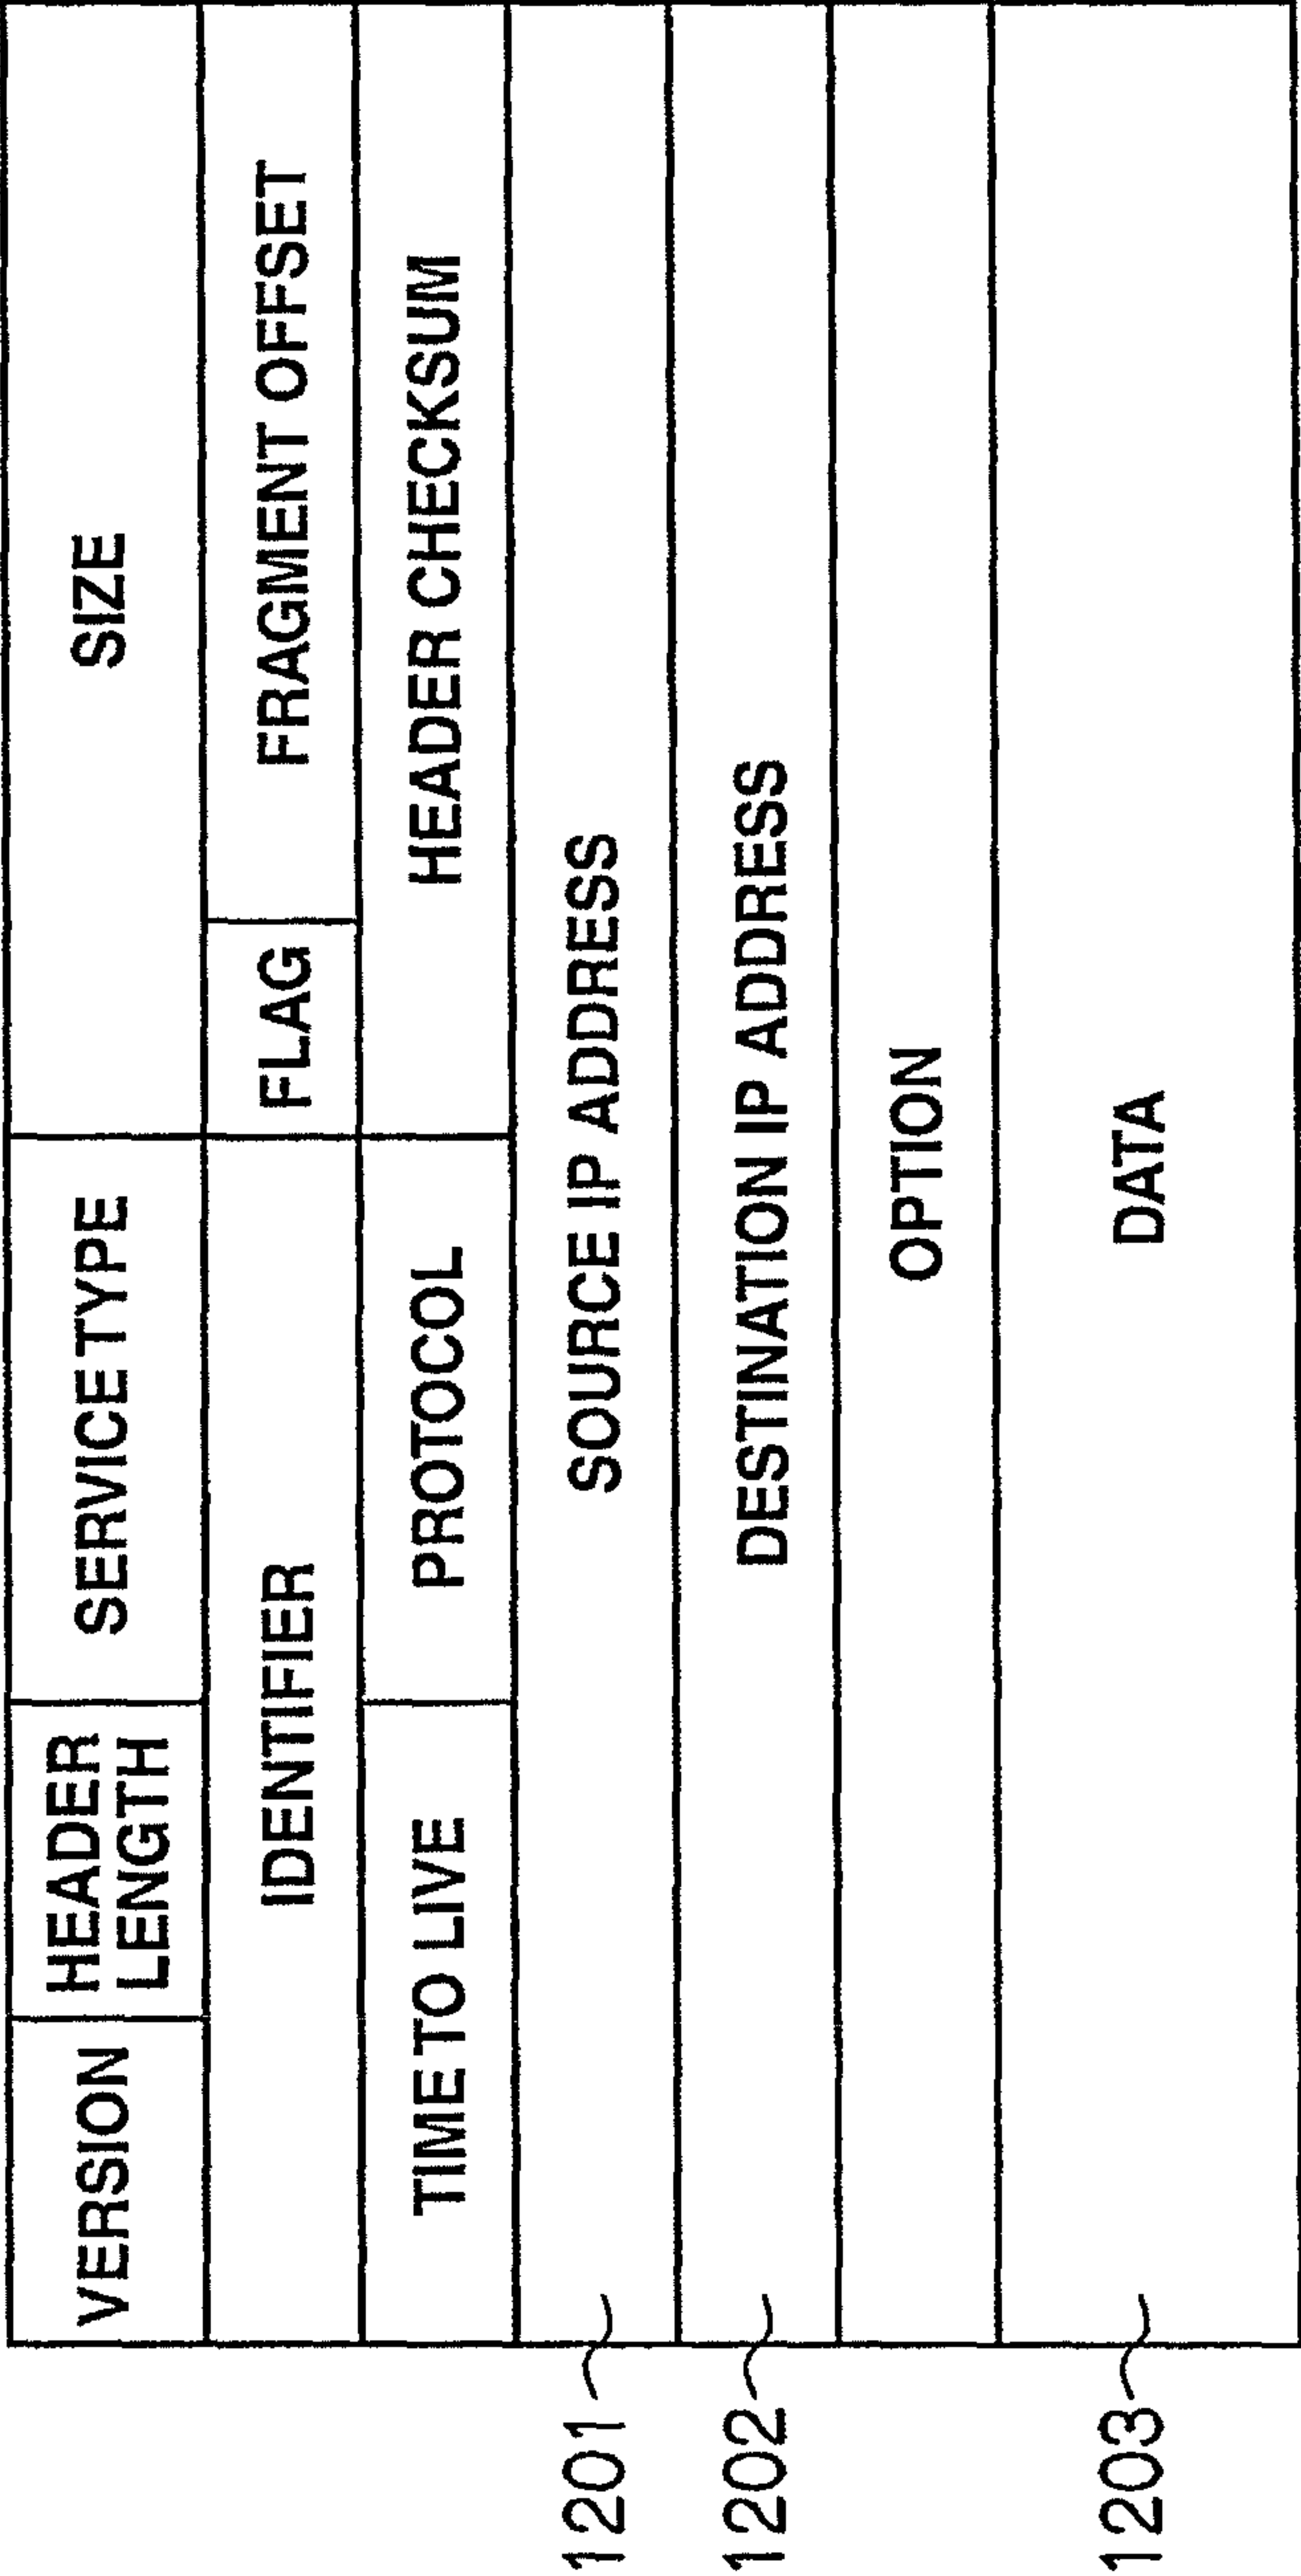 VERSION
HEADER
LENGTH
SERVICE TYPE
SIZE
IDENTIFIER
FLAG
FRAGMENT OFFSET
TIME TO LIVE
PROTOCOL
HEADER CHECKSUM
1201
SOURCE IP ADDRESS
1202
DESTINATION IP ADDRESS
OPTION
1203
DATA